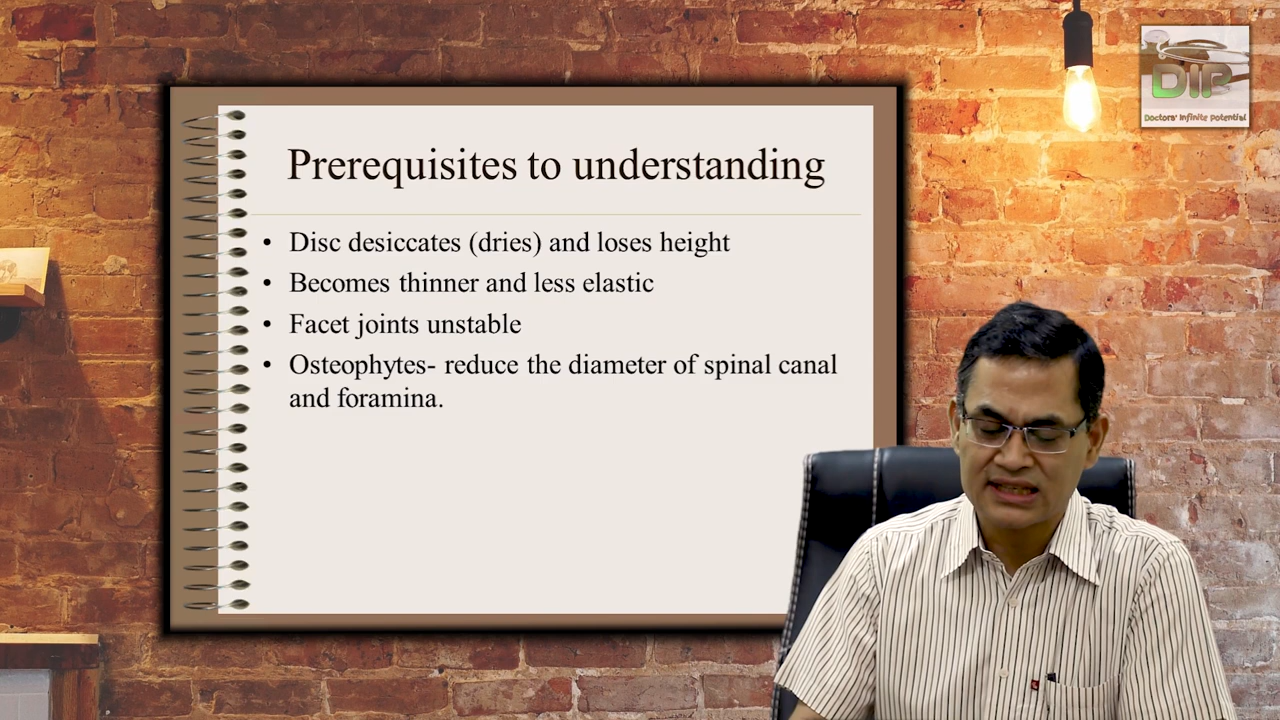 DIP
Doctors' Infinite Potential
Prerequisites to understanding
• Disc desiccates (dries) and loses height
• Becomes thinner and less elastic
• Facet joints unstable
• Osteophytes- reduce the diameter of spinal canal
and foramina.